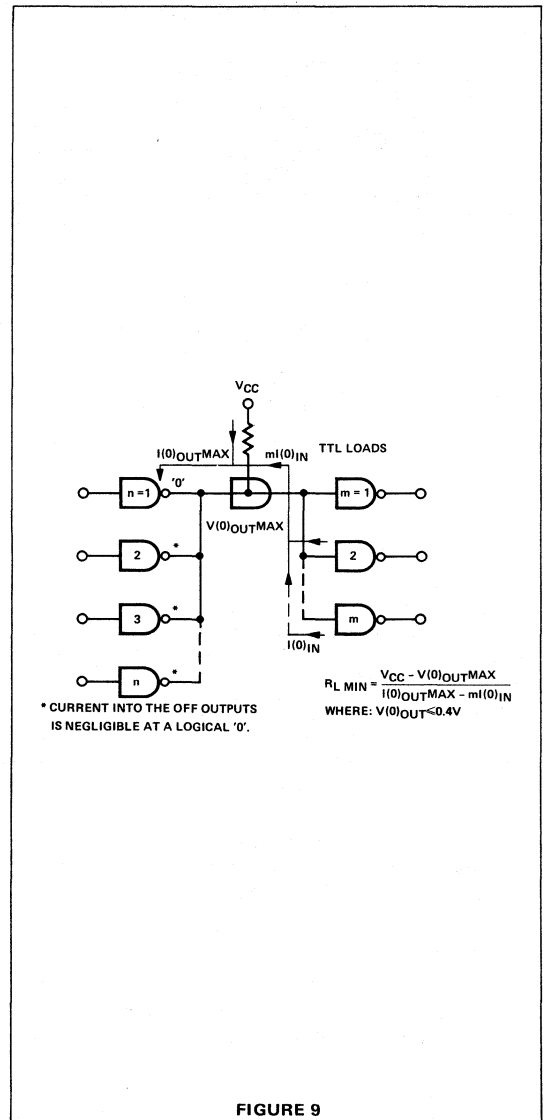 VCC
I(0)OUTMAX mI(0)IN TTL LOADS
n =1 '0' m = 1
V(0)OUTMAX
2 * 2
3 * m
I(0)IN
n *
* CURRENT INTO THE OFF OUTPUTS
IS NEGLIGIBLE AT A LOGICAL '0'.
RL MIN = VCC - V(0)OUTMAX
I(0)OUTMAX - mI(0)IN
WHERE: V(0)OUT≤0.4V
FIGURE 9